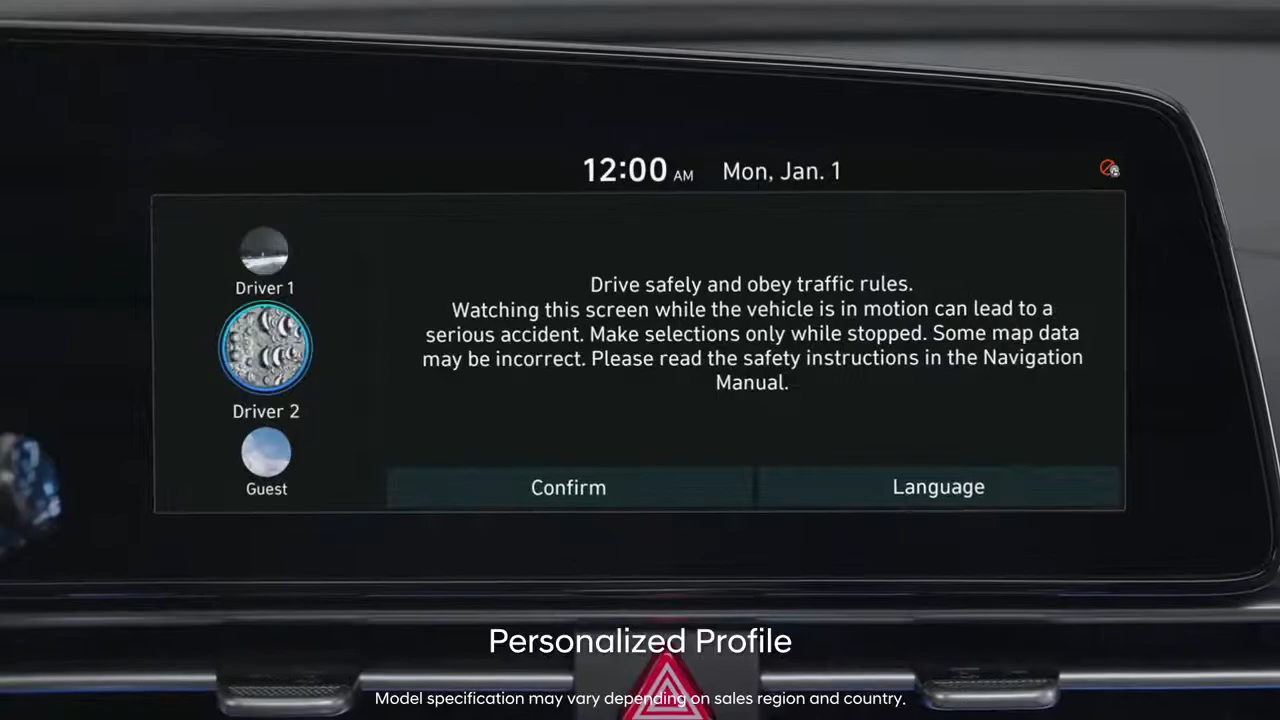 12:00 AM Mon, Jan. 1
Driver 1
Driver 2
Guest
Drive safely and obey traffic rules.
Watching this screen while the vehicle is in motion can lead to a
serious accident. Make selections only while stopped. Some map data
may be incorrect. Please read the safety instructions in the Navigation
Manual.
Confirm
Language
Personalized Profile
Model specification may vary depending on sales region and country.